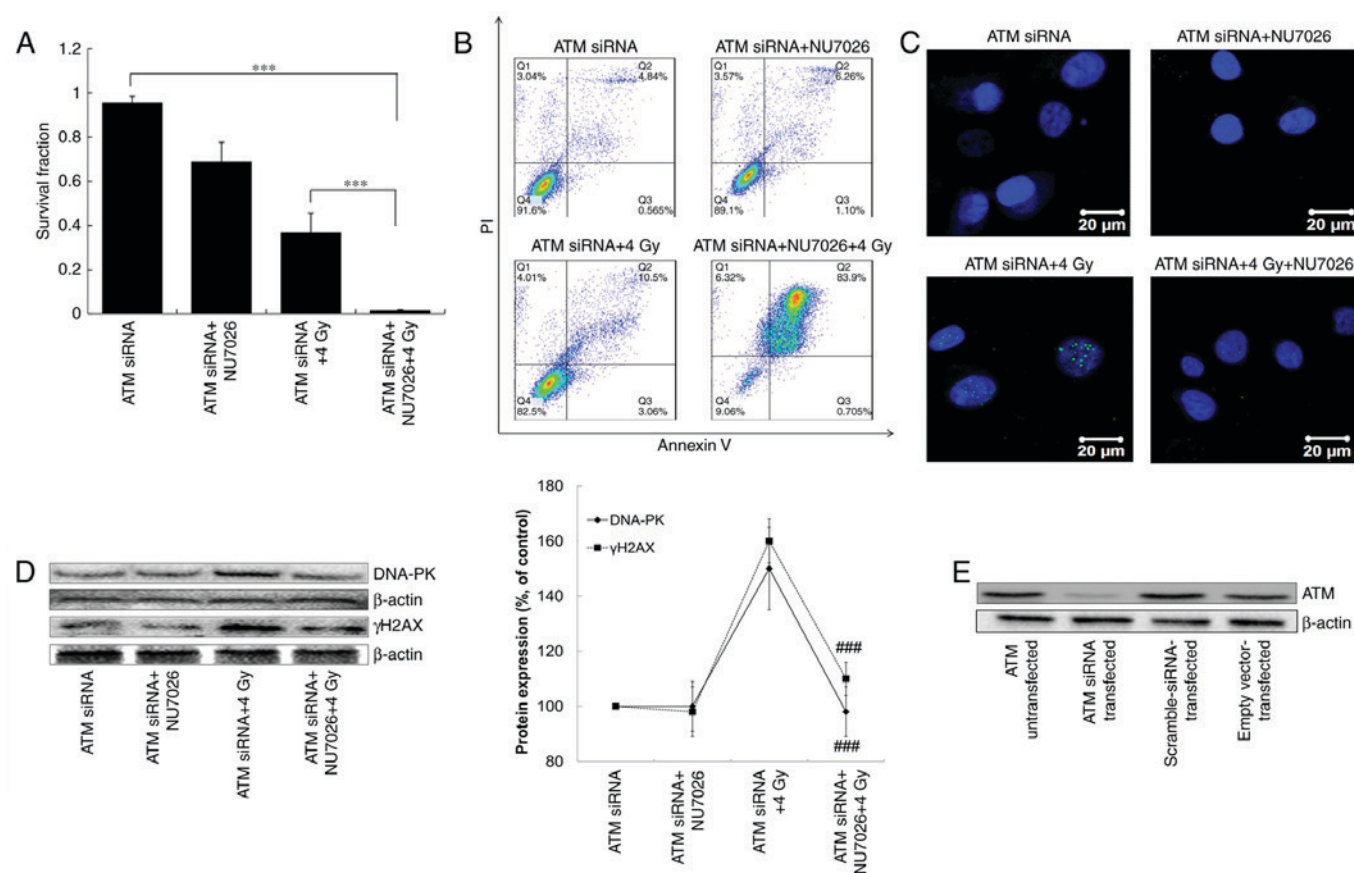 A
1.2
1
0.8
0.6
0.4
0.2
0
Survival fraction
***
***
ATM siRNA
ATM siRNA+
NU7026
ATM siRNA
+4 Gy
ATM siRNA+
NU7026+4 Gy
B
PI
Annexin V
ATM siRNA
Q1
3.04%
Q2
4.84%
Q4
91.6%
Q3
0.565%
ATM siRNA+NU7026
Q1
3.57%
Q2
6.26%
Q4
89.1%
Q3
1.10%
ATM siRNA+4 Gy
Q1
4.01%
Q2
10.5%
Q4
82.5%
Q3
3.06%
ATM siRNA+NU7026+4 Gy
Q1
6.32%
Q2
83.9%
Q4
9.06%
Q3
0.705%
C
ATM siRNA
20 µm
ATM siRNA+NU7026
20 µm
ATM siRNA+4 Gy
20 µm
ATM siRNA+4 Gy+NU7026
20 µm
D
DNA-PK
β-actin
γH2AX
β-actin
ATM siRNA
ATM siRNA+
NU7026
ATM siRNA+4 Gy
ATM siRNA+
NU7026+4 Gy
Protein expression (%, of control)
180
160
140
120
100
80
DNA-PK
γH2AX
###
###
ATM siRNA
ATM siRNA+
NU7026
ATM siRNA
+4 Gy
ATM siRNA+
NU7026+4 Gy
E
ATM
β-actin
ATM
untransfected
ATM siRNA
transfected
Scramble-siRNA-
transfected
Empty vector-
transfected